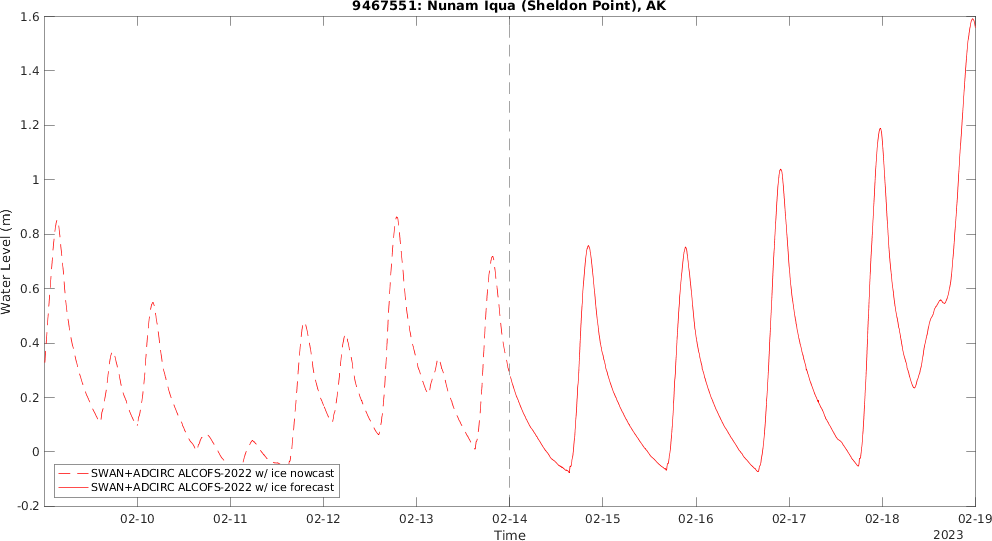 9467551: Nunam Iqua (Sheldon Point), AK
1.6
1.4
1.2
1
0.8
0.6
0.4
0.2
0
-0.2
Water Level (m)
SWAN+ADCIRC ALCOFS-2022 w/ ice nowcast
SWAN+ADCIRC ALCOFS-2022 w/ ice forecast
02-10 02-11 02-12 02-13 02-14 02-15 02-16 02-17 02-18 02-19
Time
2023